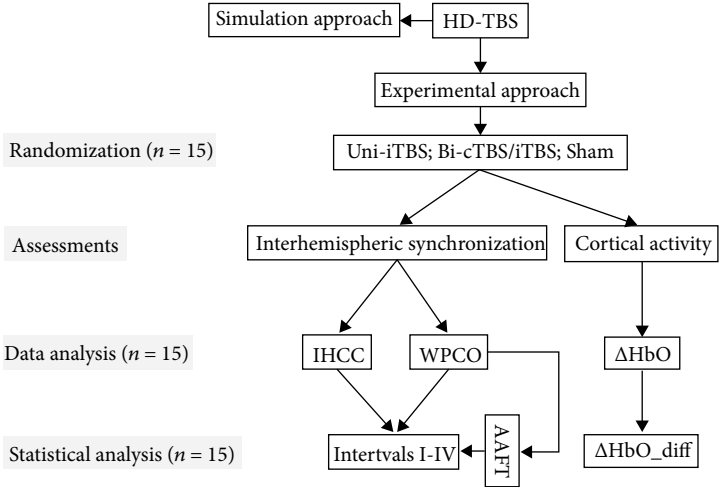 Simulation approach
HD-TBS
Experimental approach
Randomization (n = 15)
Uni-iTBS; Bi-cTBS/iTBS; Sham
Assessments
Interhemispheric synchronization
Cortical activity
Data analysis (n = 15)
IHCC
WPCO
ΔHbO
Statistical analysis (n = 15)
Intertvals I-IV
AAFT
ΔHbO_diff